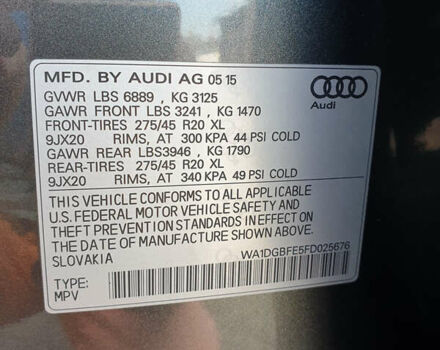 MFD. BY AUDI AG 05 15
GVWR LBS 6889 , KG 3125
GAWR FRONT LBS 3241 , KG 1470
FRONT-TIRES 275/45 R20 XL
9JX20 RIMS, AT 300 KPA 44 PSI COLD
GAWR REAR LBS3946 , KG 1790
REAR-TIRES 275/45 R20 XL
9JX20 RIMS, AT 340 KPA 49 PSI COLD
Audi
THIS VEHICLE CONFORMS TO ALL APPLICABLE
U.S. FEDERAL MOTOR VEHICLE SAFETY AND
THEFT PREVENTION STANDARDS IN EFFECT ON
THE DATE OF MANUFACTURE SHOWN ABOVE.
SLOVAKIA
WA1DGBFE5FD025676
TYPE:
MPV